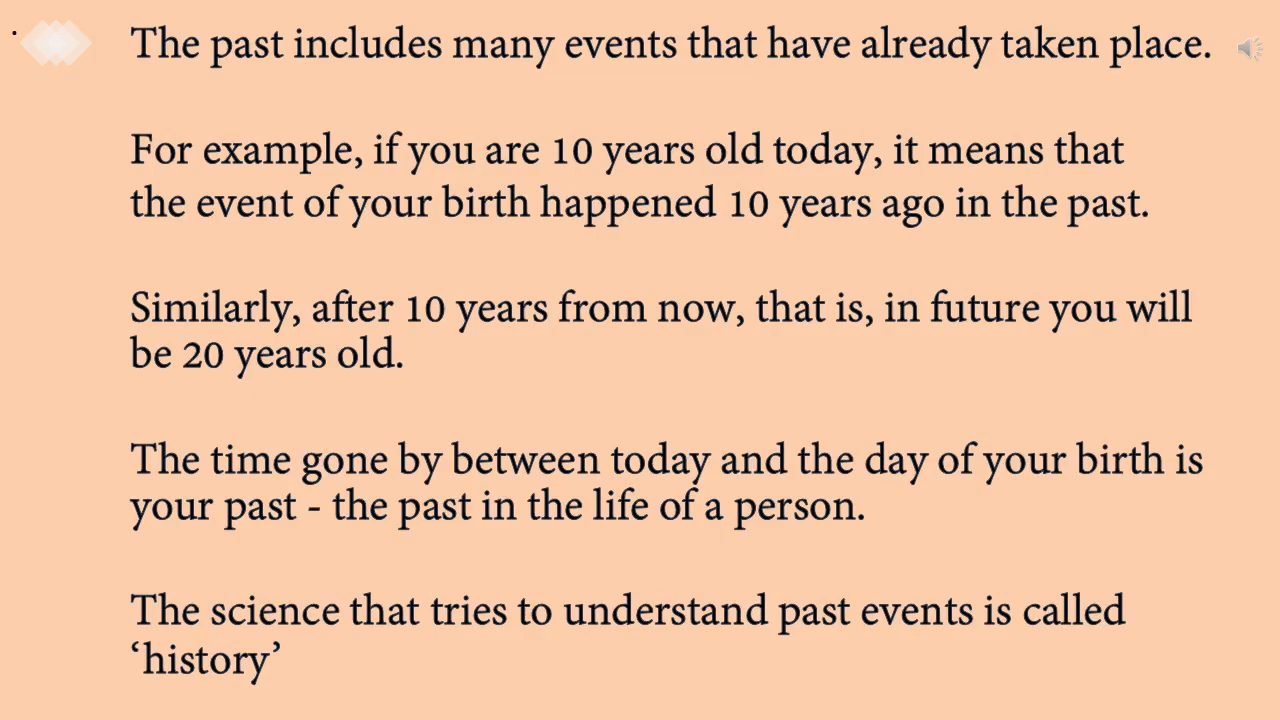 The past includes many events that have already taken place.
For example, if you are 10 years old today, it means that
the event of your birth happened 10 years ago in the past.
Similarly, after 10 years from now, that is, in future you will
be 20 years old.
The time gone by between today and the day of your birth is
your past - the past in the life of a person.
The science that tries to understand past events is called
‘history’